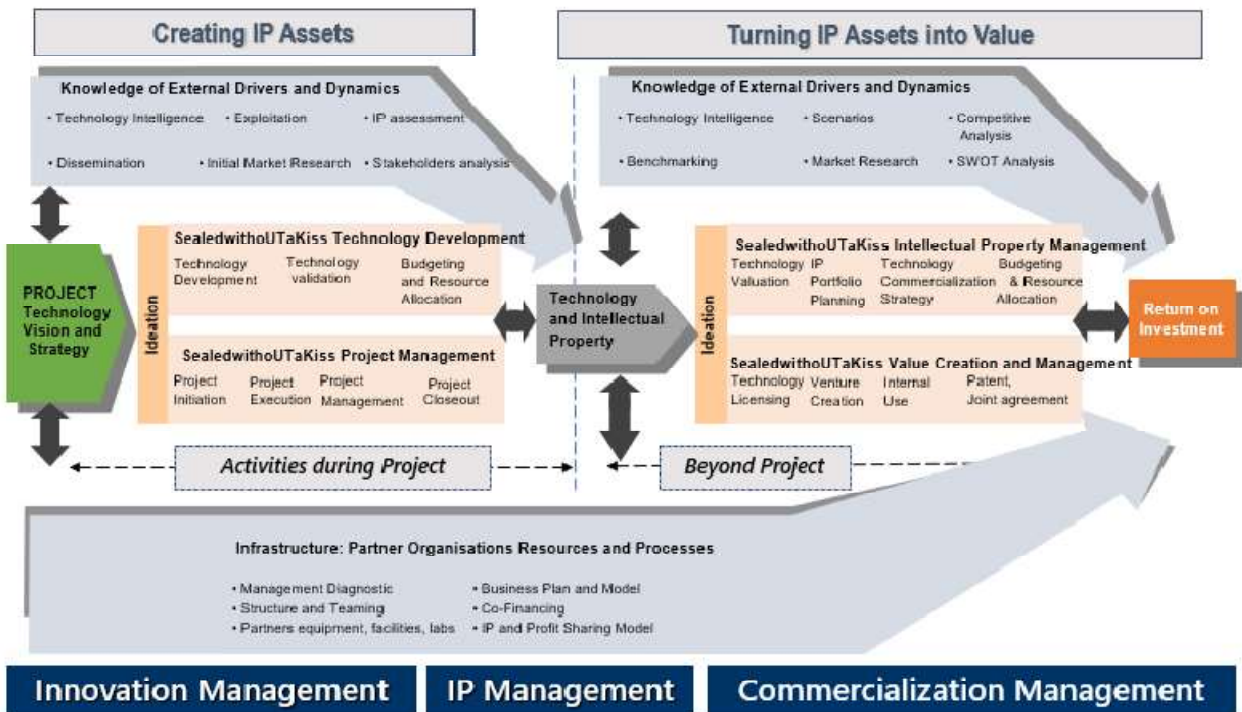 Creating IP Assets
Turning IP Assets into Value
Knowledge of External Drivers and Dynamics
• Technology Intelligence
• Exploitation
• IP assessment
• Dissemination
• Initial Market Research
• Stakeholders analysis
Knowledge of External Drivers and Dynamics
• Technology Intelligence
• Scenarios
• Competitive
Analysis
• Benchmarking
• Market Research
• SWOT Analysis
PROJECT
Technology
Vision and
Strategy
Ideation
SealedwithoUTaKiss Technology Development
Technology
Development
Technology
validation
Budgeting
and Resource
Allocation
SealedwithoUTaKiss Project Management
Project
Initiation
Project
Execution
Project
Management
Project
Closeout
Technology
and Intellectual
Property
Ideation
SealedwithoUTaKiss Intellectual Property Management
Technology
Valuation
IP
Portfolio
Planning
Technology
Commercialization
Strategy
Budgeting
& Resource
Allocation
SealedwithoUTaKiss Value Creation and Management
Technology
Licensing
Venture
Creation
Internal
Use
Patent,
Joint agreement
Return on
Investment
Activities during Project
Beyond Project
Infrastructure: Partner Organisations Resources and Processes
• Management Diagnostic
• Structure and Teaming
• Partners equipment, facilities, labs
• Business Plan and Model
• Co-Financing
• IP and Profit Sharing Model
Innovation Management
IP Management
Commercialization Management